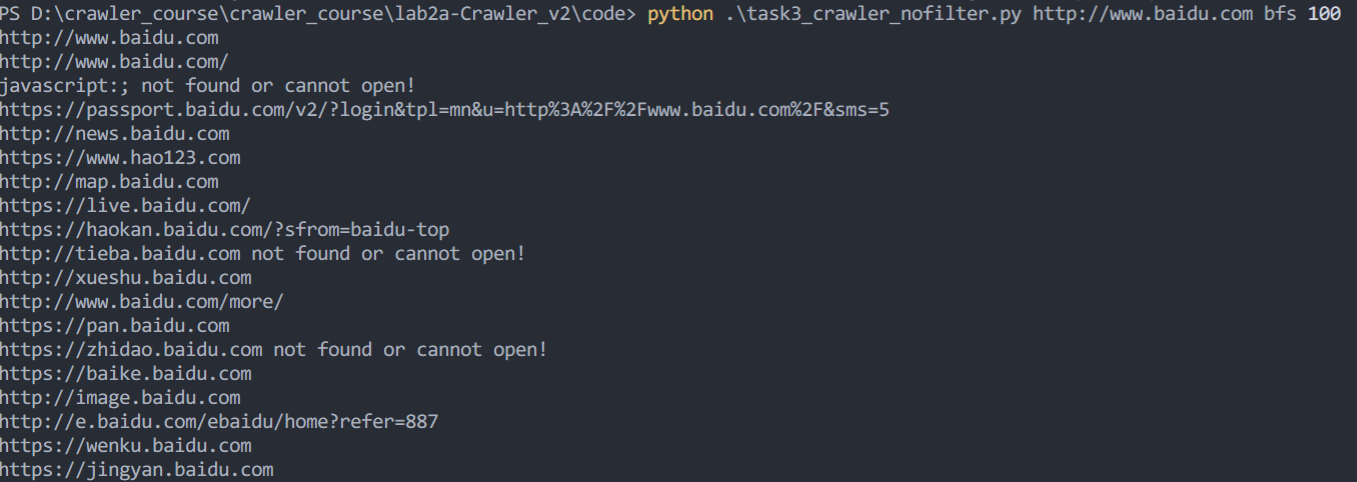 PS D:\crawler_course\crawler_course\lab2a-Crawler_v2\code> python .\task3_crawler_nofilter.py http://www.baidu.com bfs 100
http://www.baidu.com
http://www.baidu.com/
javascript:; not found or cannot open!
https://passport.baidu.com/v2/?login&tpl=mn&u=http%3A%2F%2Fwww.baidu.com%2F&sms=5
http://news.baidu.com
https://www.hao123.com
http://map.baidu.com
https://live.baidu.com/
https://haokan.baidu.com/?sfrom=baidu-top
http://tieba.baidu.com not found or cannot open!
http://xueshu.baidu.com
http://www.baidu.com/more/
https://pan.baidu.com
https://zhidao.baidu.com not found or cannot open!
https://baike.baidu.com
http://image.baidu.com
http://e.baidu.com/ebaidu/home?refer=887
https://wenku.baidu.com
https://jingyan.baidu.com